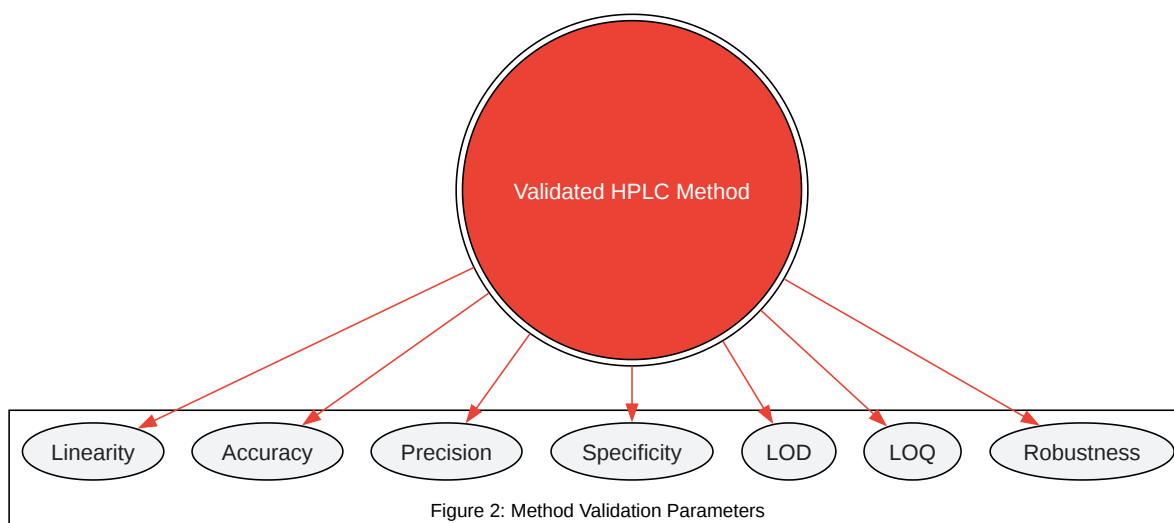 Validated HPLC Method
Linearity
Accuracy
Precision
Specificity
LOD
LOQ
Robustness
Figure 2: Method Validation Parameters